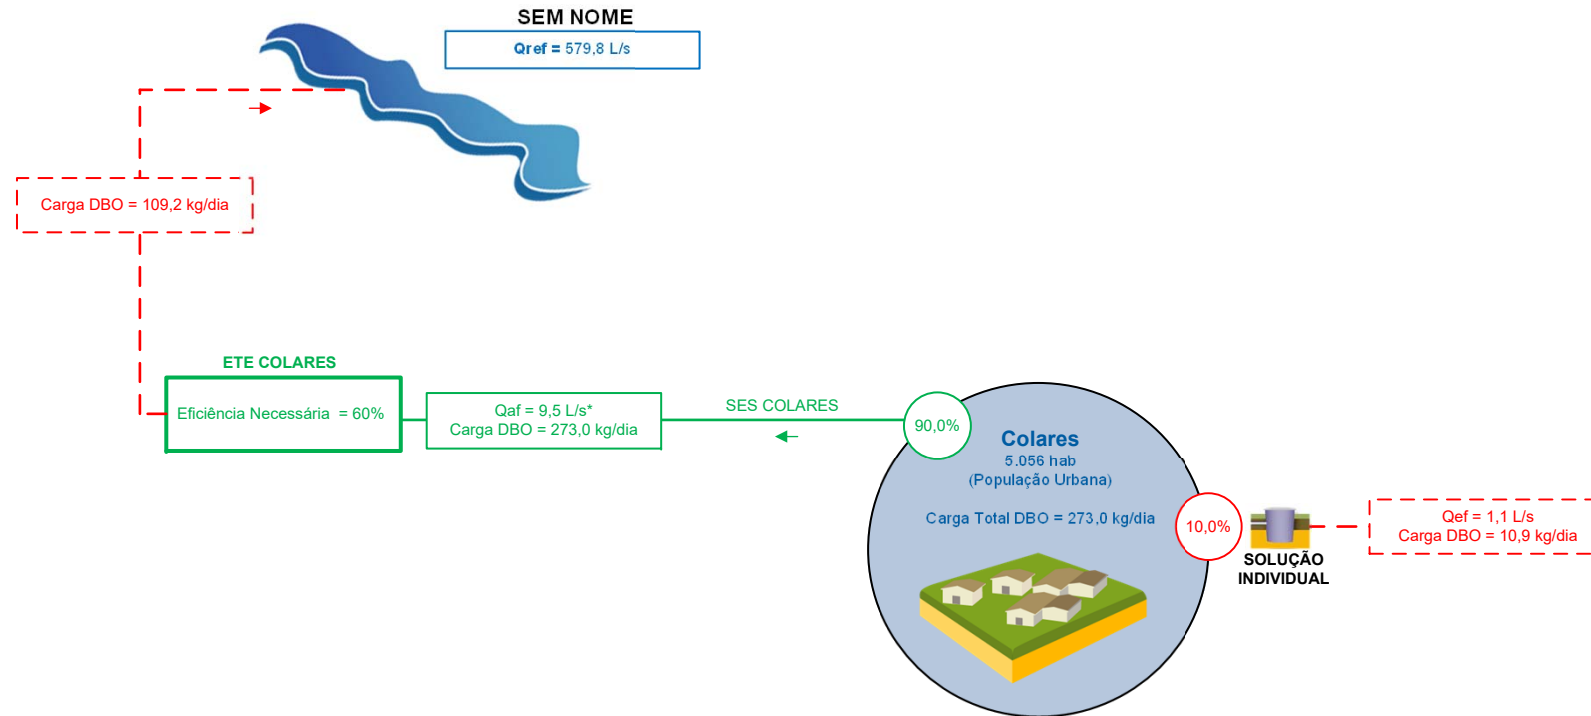 SEM NOME
Qref = 579,8 L/s
Carga DBO = 109,2 kg/dia
ETE COLARES
Eficiência Necessária = 60%
Qaf = 9,5 L/s*
Carga DBO = 273,0 kg/dia
SES COLARES
90,0%
Colares
5.056 hab
(População Urbana)
Carga Total DBO = 273,0 kg/dia
10,0%
SOLUÇÃO
INDIVIDUAL
Qef = 1,1 L/s
Carga DBO = 10,9 kg/dia